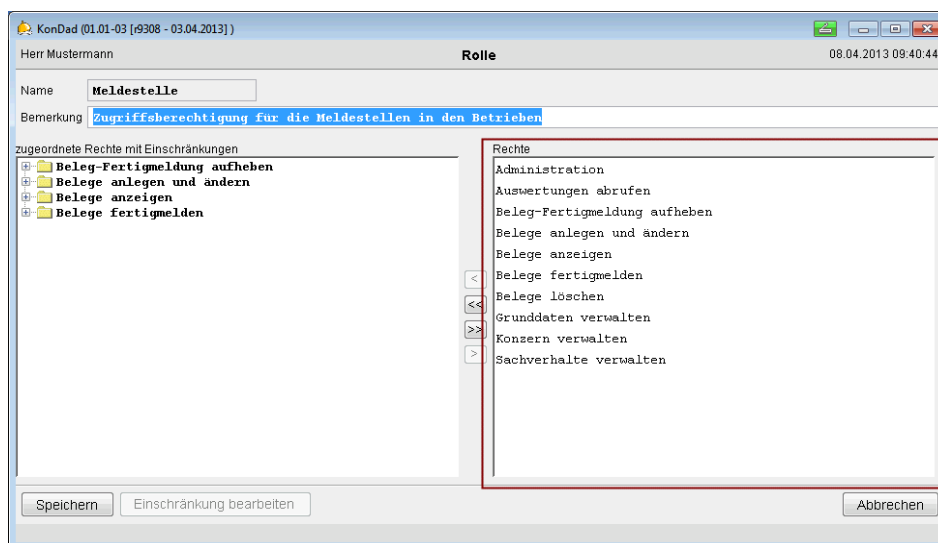 KonDad (01.01-03 [r9308 - 03.04.2013] )
Herr Mustermann Rolle 08.04.2013 09:40:44
Name Meldestelle
Bemerkung Zugriffsberechtigung für die Meldestellen in den Betrieben
zugeordnete Rechte mit Einschränkungen
Beleg-Fertigmeldung aufheben
Belege anlegen und ändern
Belege anzeigen
Belege fertigmelden
<
<<
>>
>
Rechte
Administration
Auswertungen abrufen
Beleg-Fertigmeldung aufheben
Belege anlegen und ändern
Belege anzeigen
Belege fertigmelden
Belege löschen
Grunddaten verwalten
Konzern verwalten
Sachverhalte verwalten
Speichern Einschränkung bearbeiten Abbrechen